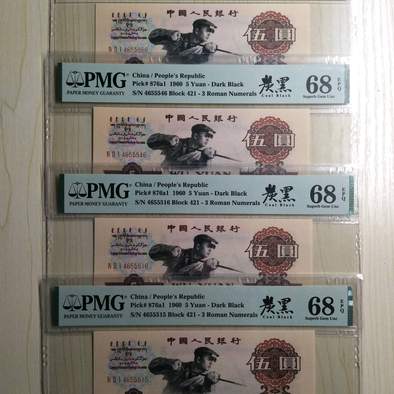 中国人民银行
伍圆
PMG
PAPER MONEY GUARANTY
China / People's Republic
Pick# 876a1 1960 5 Yuan - Dark Black
S/N 4655546 Block 421 - 3 Roman Numerals
炭黑
Coal Black
68
EPQ
Superb Gem Unc
中国人民银行
4655516
伍圆
PMG
PAPER MONEY GUARANTY
China / People's Republic
Pick# 876a1 1960 5 Yuan - Dark Black
S/N 4655516 Block 421 - 3 Roman Numerals
炭黑
Coal Black
68
EPQ
Superb Gem Unc
中国人民银行
伍圆
PMG
PAPER MONEY GUARANTY
China / People's Republic
Pick# 876a1 1960 5 Yuan - Dark Black
S/N 4655515 Block 421 - 3 Roman Numerals
炭黑
Coal Black
68
EPQ
Superb Gem Unc
中国人民银行
4655515
伍圆